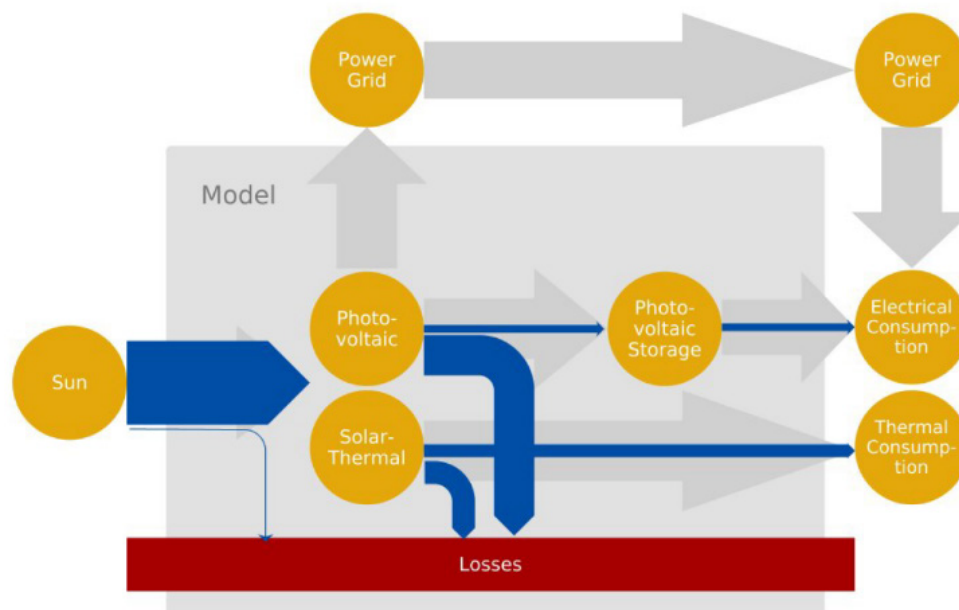 Power
Grid
Power
Grid
Model
Photo-
voltaic
Photo-
voltaic
Storage
Electrical
Consump-
tion
Sun
Solar-
Thermal
Thermal
Consump-
tion
Losses